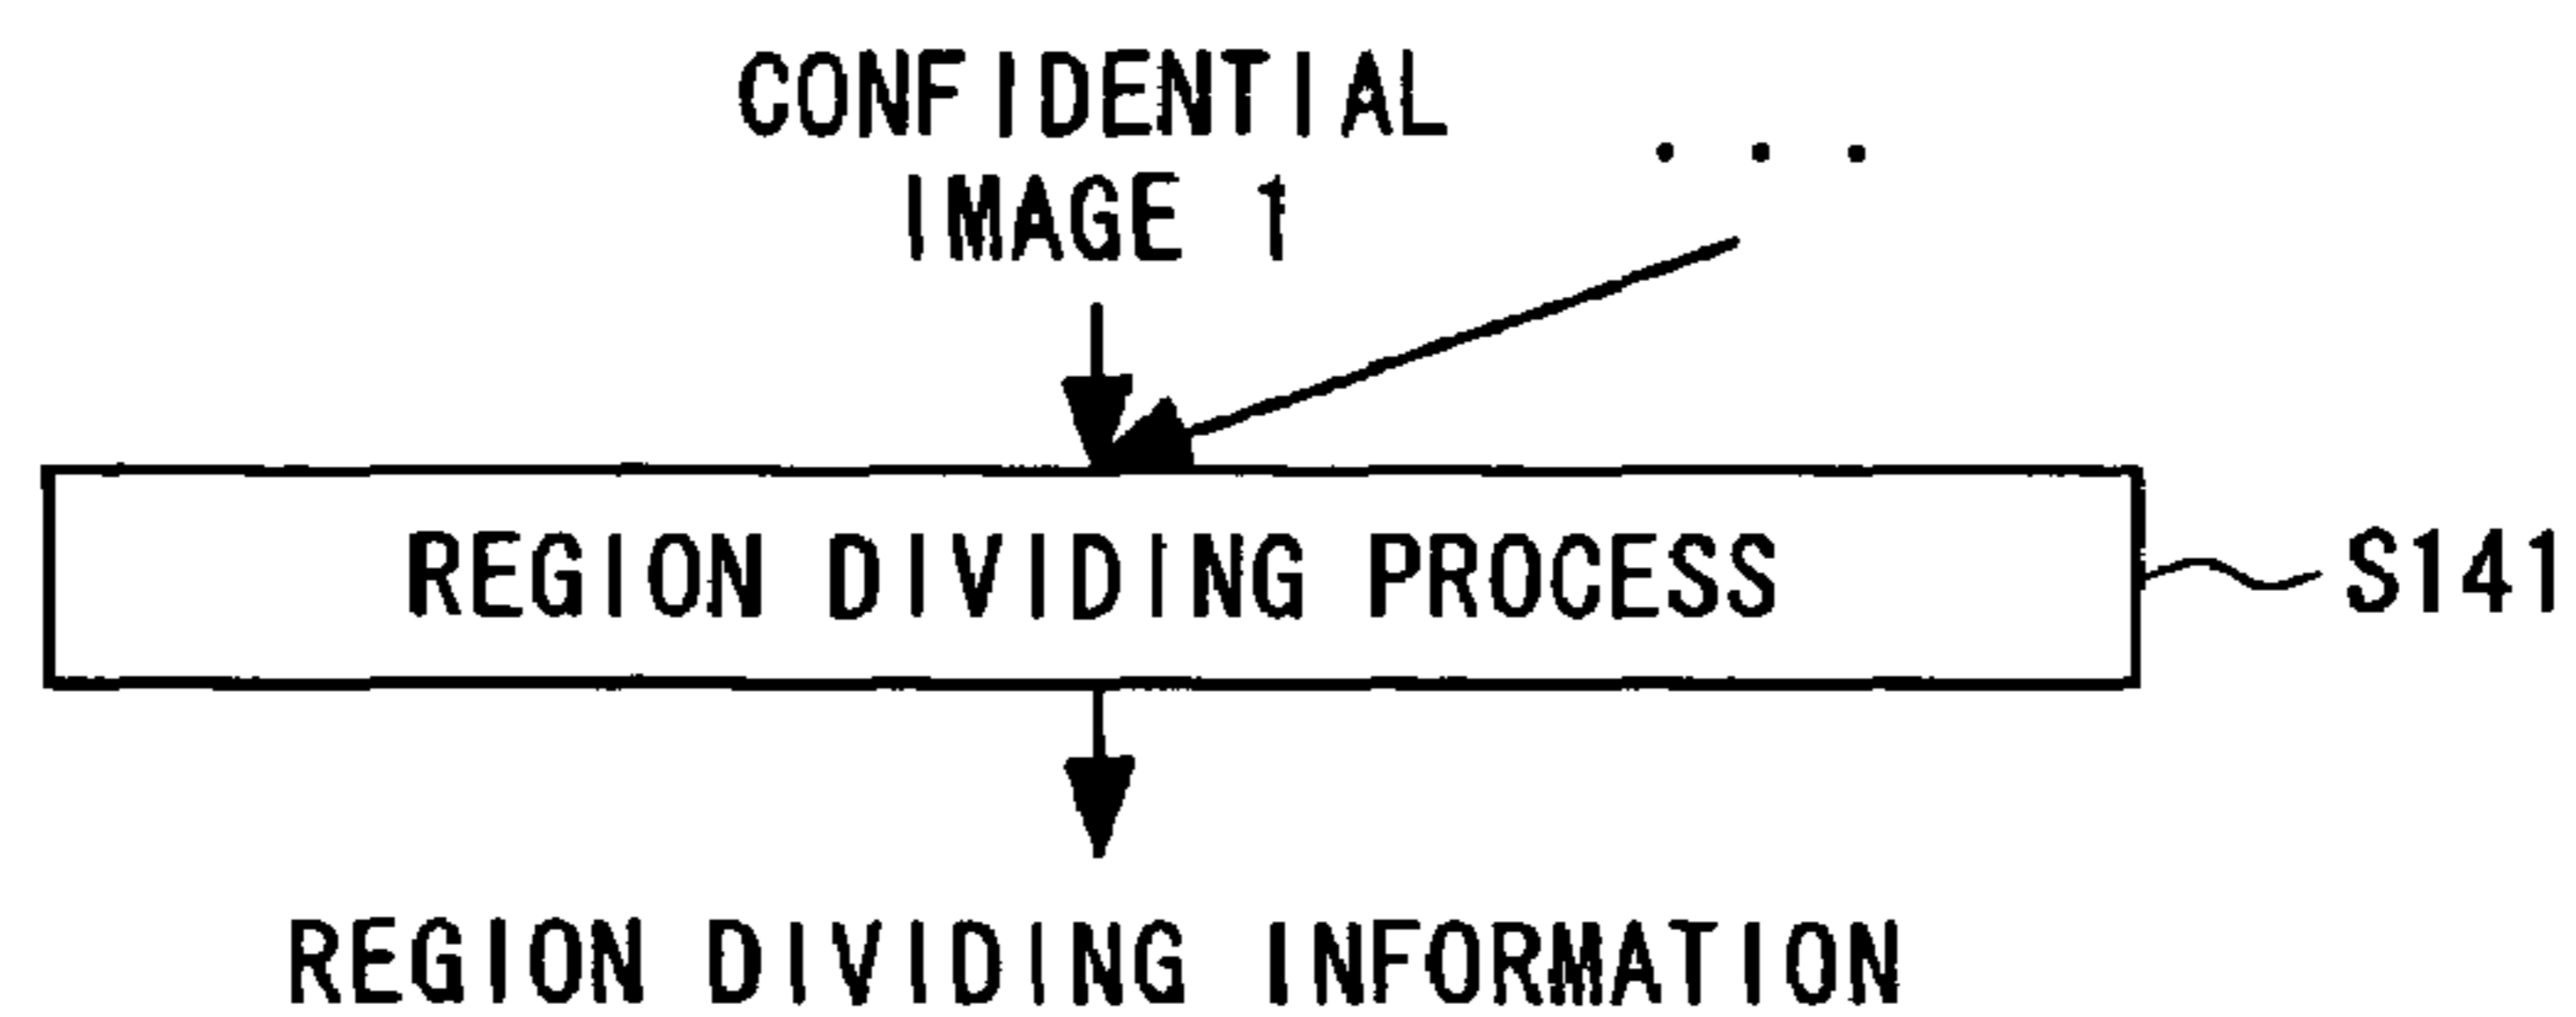 CONFIDENTIAL
IMAGE 1
. . .
REGION DIVIDING PROCESS
S141
REGION DIVIDING INFORMATION